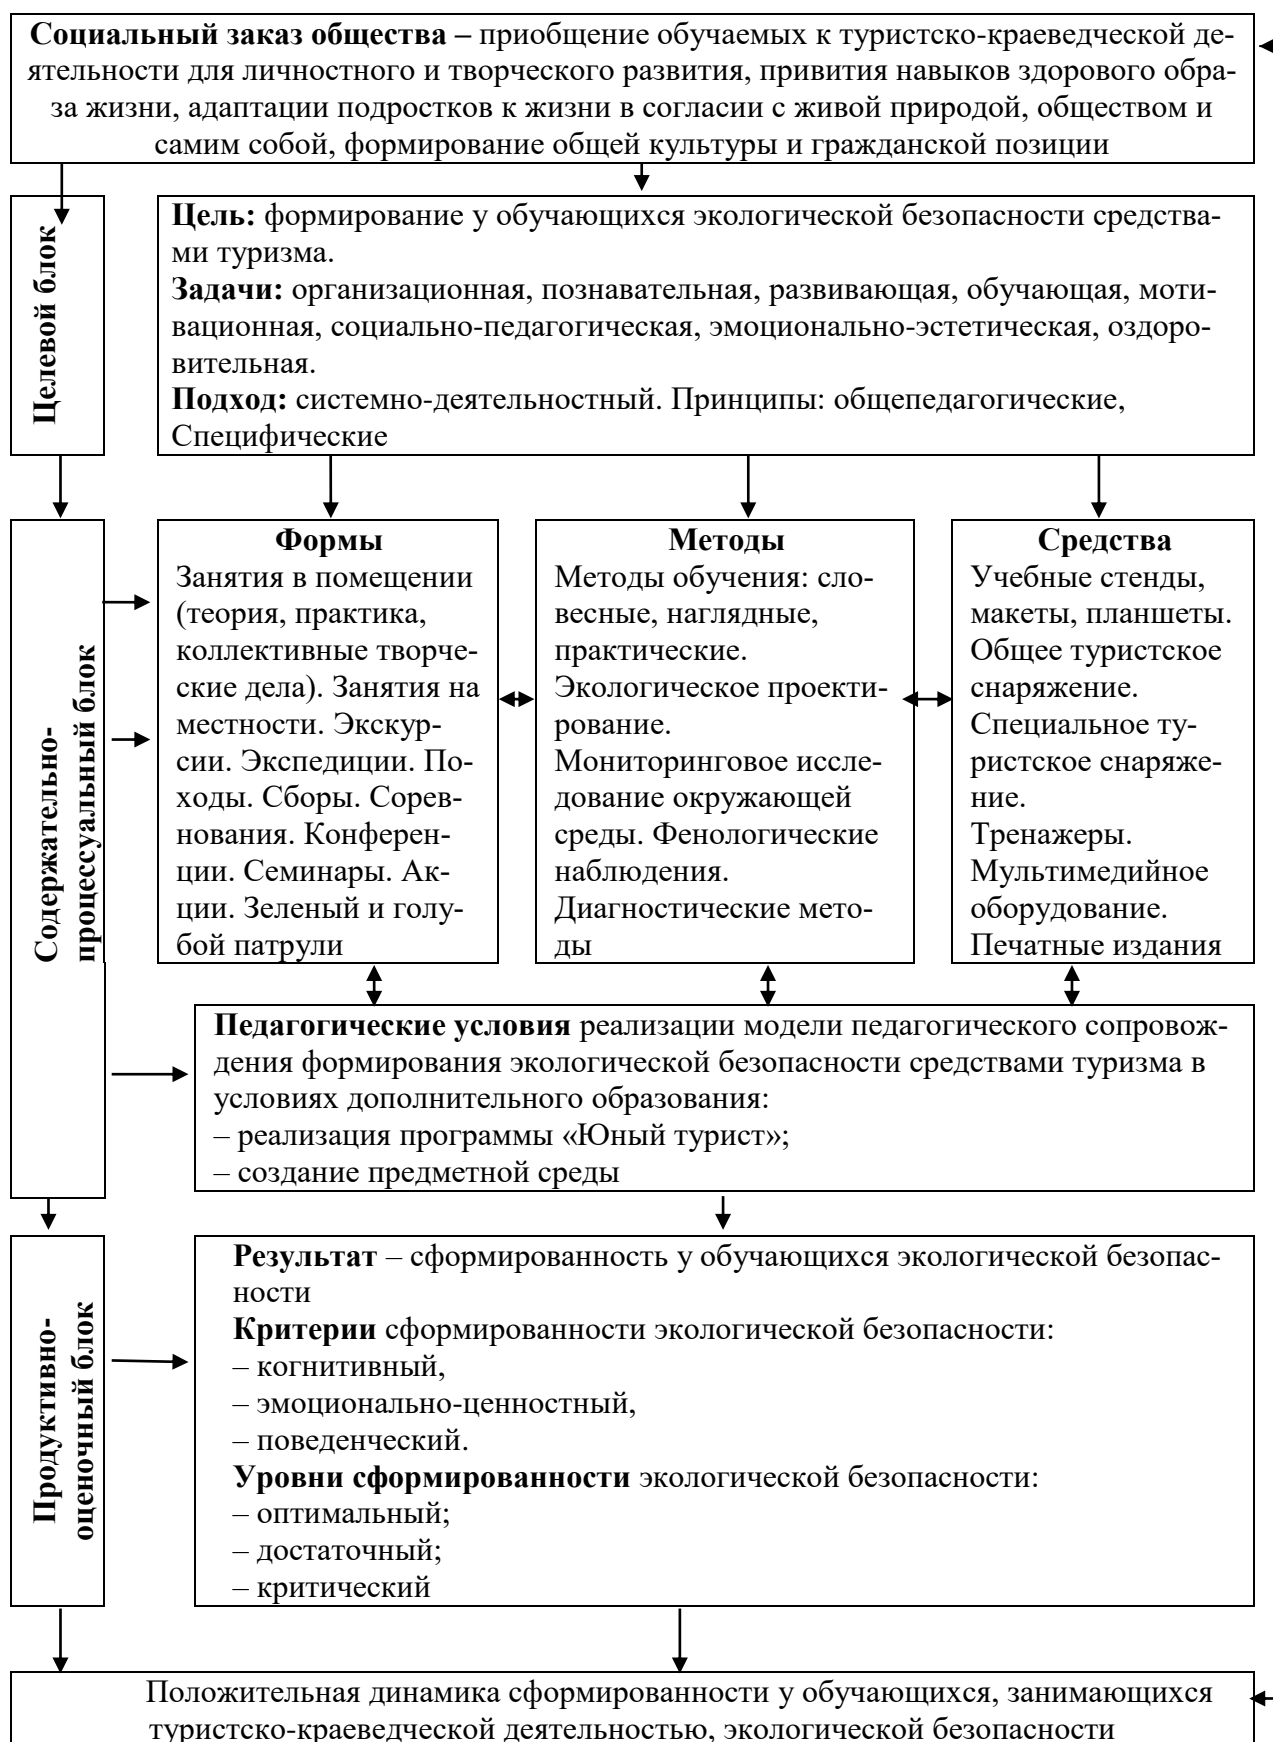 Социальный заказ общества – приобщение обучаемых к туристско-краеведческой де-
ятельности для личностного и творческого развития, привития навыков здорового обра-
за жизни, адаптации подростков к жизни в согласии с живой природой, обществом и
самим собой, формирование общей культуры и гражданской позиции
Целевой блок
Цель: формирование у обучающихся экологической безопасности средства-
ми туризма.
Задачи: организационная, познавательная, развивающая, обучающая, моти-
вационная, социально-педагогическая, эмоционально-эстетическая, оздоро-
вительная.
Подход: системно-деятельностный. Принципы: общепедагогические,
Специфические
Содержательно-
процессуальный блок
Формы
Занятия в помещении
(теория, практика,
коллективные творче-
ские дела). Занятия на
местности. Экскур-
сии. Экспедиции. По-
ходы. Сборы. Сорев-
нования. Конферен-
ции. Семинары. Ак-
ции. Зеленый и голу-
бой патрули
Методы
Методы обучения: сло-
весные, наглядные,
практические.
Экологическое проекти-
рование.
Мониторинговое иссле-
дование окружающей
среды. Фенологические
наблюдения.
Диагностические мето-
ды
Средства
Учебные стенды,
макеты, планшеты.
Общее туристское
снаряжение.
Специальное ту-
ристское снаряже-
ние.
Тренажеры.
Мультимедийное
оборудование.
Печатные издания
Педагогические условия реализации модели педагогического сопровож-
дения формирования экологической безопасности средствами туризма в
условиях дополнительного образования:
– реализация программы «Юный турист»;
– создание предметной среды
Продуктивно-
оценочный блок
Результат – сформированность у обучающихся экологической безопас-
ности
Критерии сформированности экологической безопасности:
– когнитивный,
– эмоционально-ценностный,
– поведенческий.
Уровни сформированности экологической безопасности:
– оптимальный;
– достаточный;
– критический
Положительная динамика сформированности у обучающихся, занимающихся
туристско-краеведческой деятельностью, экологической безопасности